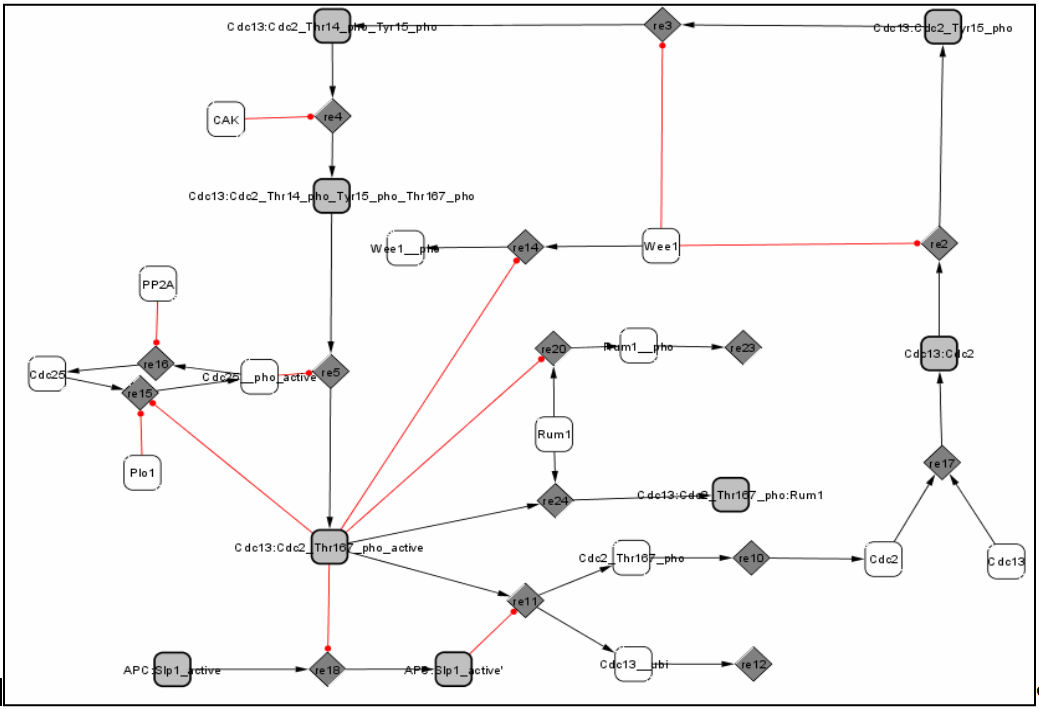 Cdc13:Cdc2_Thr14_pho_Tyr15_pho
re3
Cdc13:Cdc2_Tyr15_pho
CAK
re4
Cdc13:Cdc2_Thr14_pho_Tyr15_pho_Thr167_pho
Wee1__pho
re14
Wee1
re2
PP2A
re20
Rum1__pho
re23
Cdc13:Cdc2
Cdc25
re16
Cdc25__pho_active
re5
re15
Rum1
Plo1
re17
re24
Cdc13:Cdc2_Thr167_pho:Rum1
Cdc13:Cdc2_Thr167_pho_active
Cdc2_Thr167_pho
re10
Cdc2
Cdc13
re11
APC:Slp1_active
re18
APC:Slp1_active'
Cdc13__ubi
re12